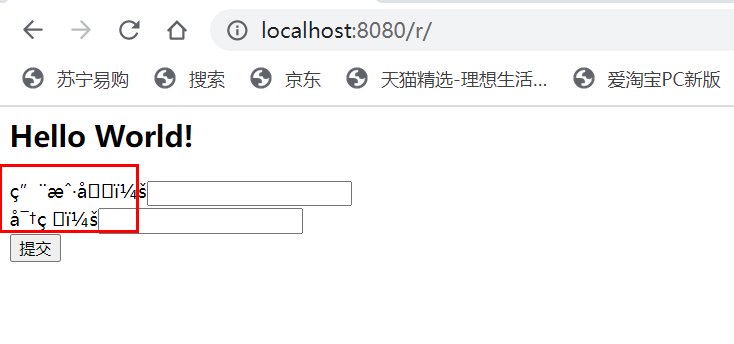 localhost:8080/r/
苏宁易购 搜索 京东 天猫精选-理想生活... 爱淘宝PC新版
Hello World!
ç”¨æˆ·å��ï¼š
å¯†ç �ï¼š
提交